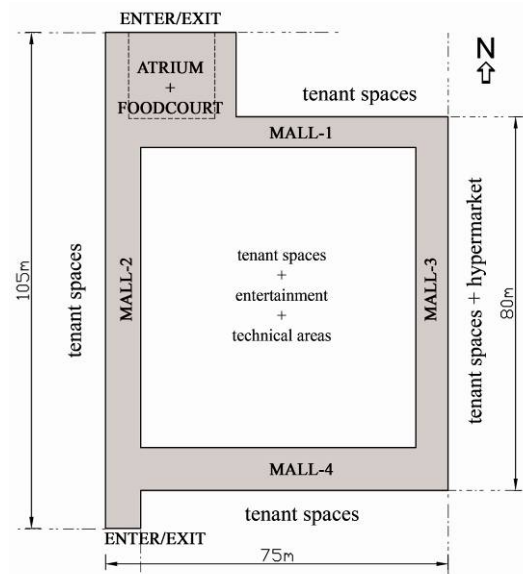 ENTER/EXIT
N
ATRIUM
+
FOODCOURT
tenant spaces
MALL-1
105m
tenant spaces
MALL-2
tenant spaces
+
entertainment
+
technical areas
MALL-3
tenant spaces + hypermarket
80m
MALL-4
tenant spaces
ENTER/EXIT
75m